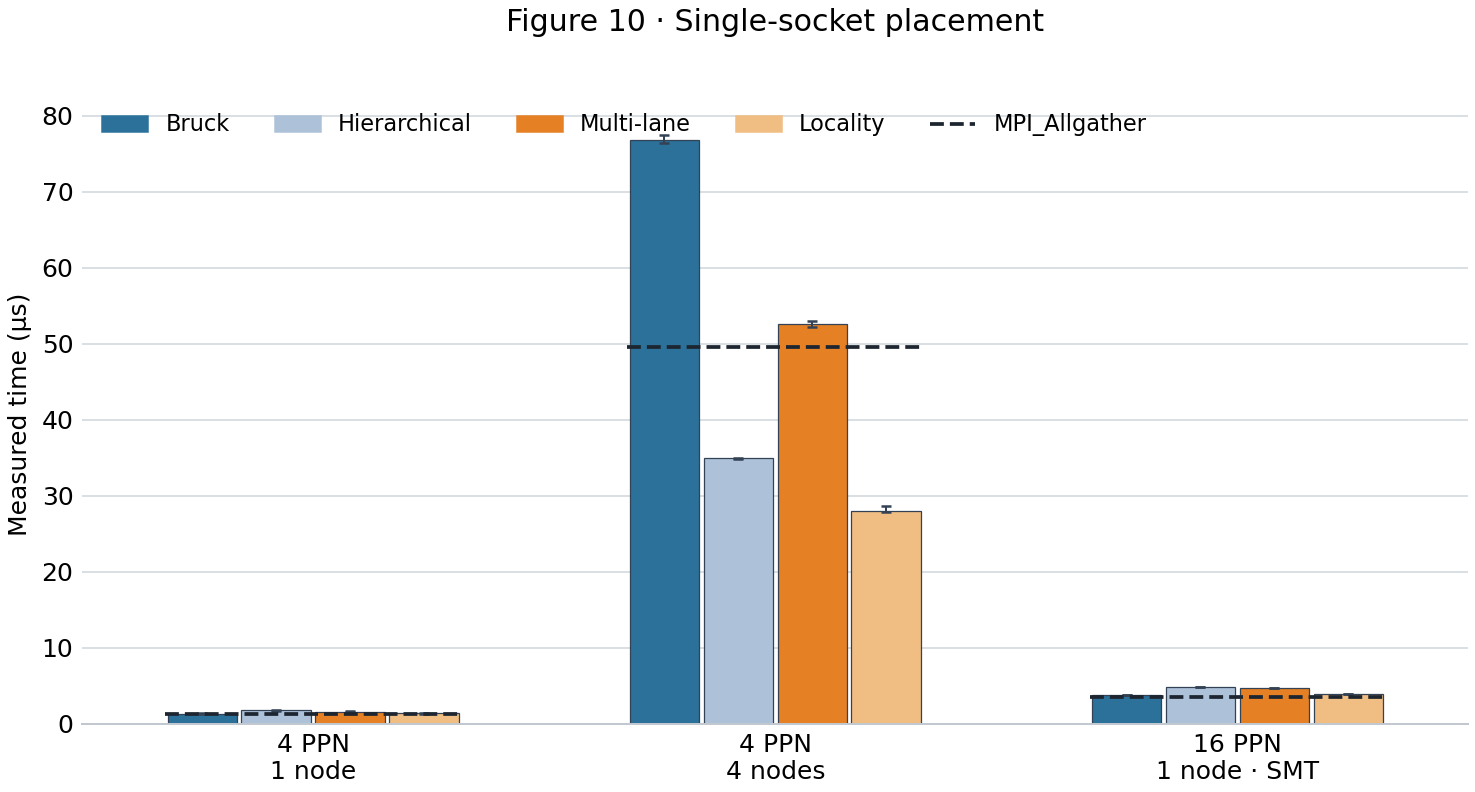 Figure 10 · Single-socket placement
Bruck
Hierarchical
Multi-lane
Locality
MPI_Allgather
Measured time (µs)
80
70
60
50
40
30
20
10
0
4 PPN
1 node
4 PPN
4 nodes
16 PPN
1 node · SMT